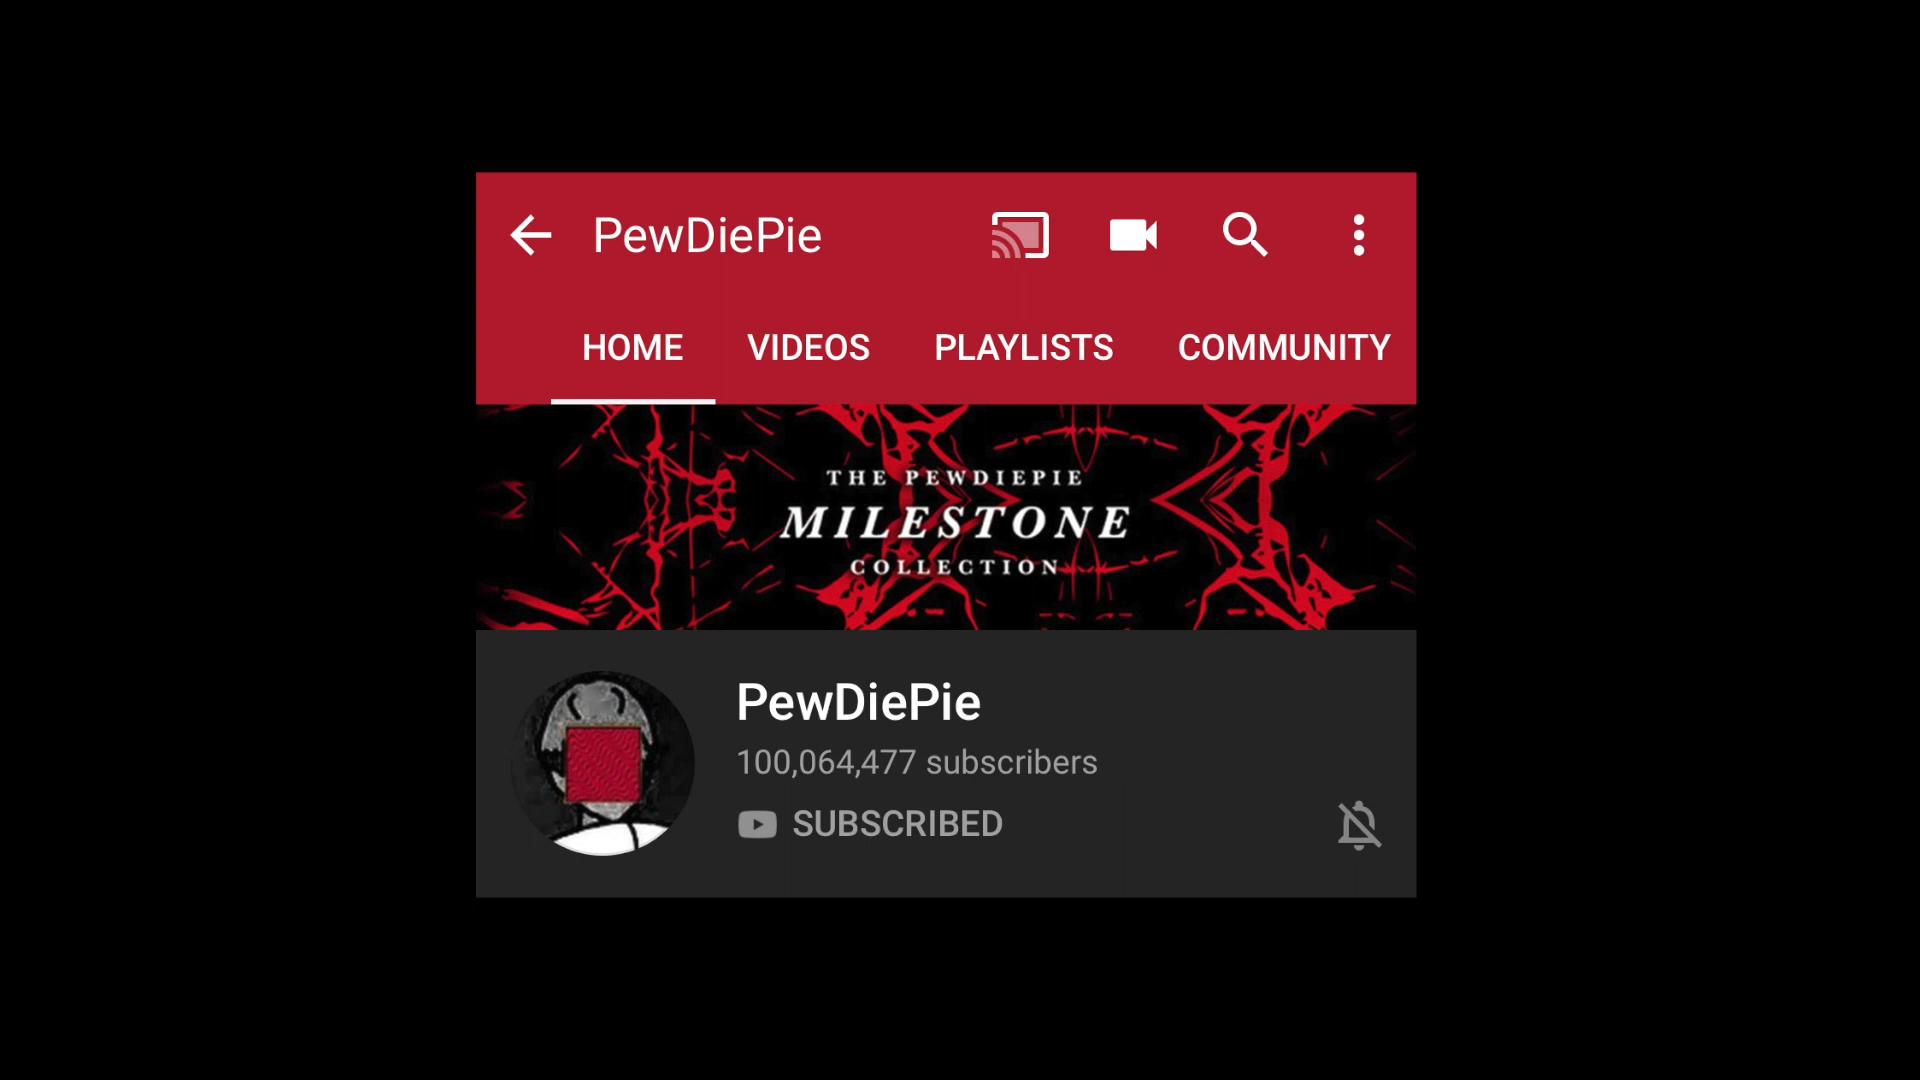 PewDiePie
HOME VIDEOS PLAYLISTS COMMUNITY
THE PEWDIEPIE
MILESTONE
COLLECTION
PewDiePie
100,064,477 subscribers
SUBSCRIBED